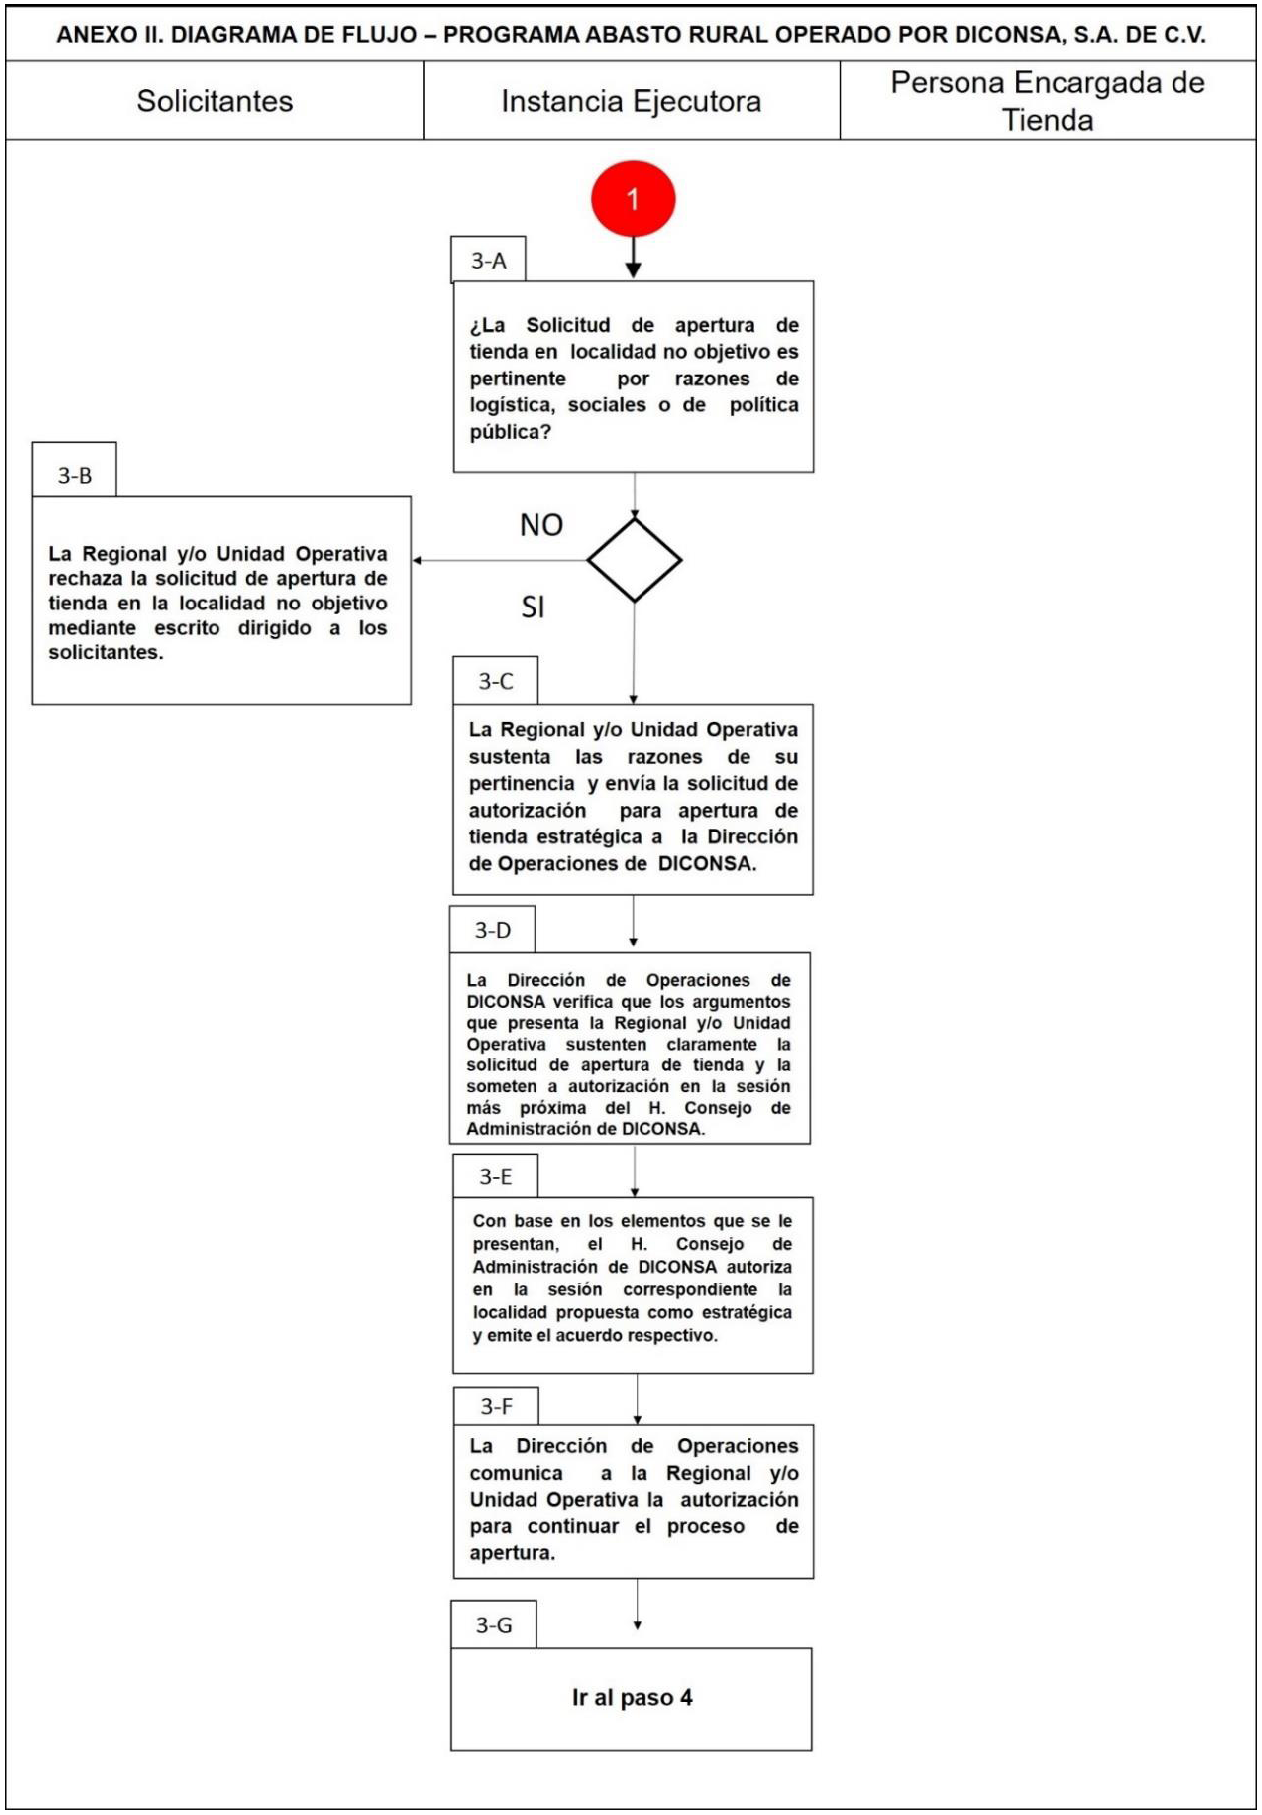 ANEXO II. DIAGRAMA DE FLUJO – PROGRAMA ABASTO RURAL OPERADO POR DICONSA, S.A. DE C.V.
Solicitantes
Instancia Ejecutora
Persona Encargada de
Tienda
1
3-A
¿La Solicitud de apertura de
tienda en localidad no objetivo es
pertinente por razones de
logística, sociales o de política
pública?
NO
3-B
La Regional y/o Unidad Operativa
rechaza la solicitud de apertura de
tienda en la localidad no objetivo
mediante escrito dirigido a los
solicitantes.
SI
3-C
La Regional y/o Unidad Operativa
sustenta las razones de su
pertinencia y envía la solicitud de
autorización para apertura de
tienda estratégica a la Dirección
de Operaciones de DICONSA.
3-D
La Dirección de Operaciones de
DICONSA verifica que los argumentos
que presenta la Regional y/o Unidad
Operativa sustenten claramente la
solicitud de apertura de tienda y la
someten a autorización en la sesión
más próxima del H. Consejo de
Administración de DICONSA.
3-E
Con base en los elementos que se le
presentan, el H. Consejo de
Administración de DICONSA autoriza
en la sesión correspondiente la
localidad propuesta como estratégica
y emite el acuerdo respectivo.
3-F
La Dirección de Operaciones
comunica a la Regional y/o
Unidad Operativa la autorización
para continuar el proceso de
apertura.
3-G
Ir al paso 4